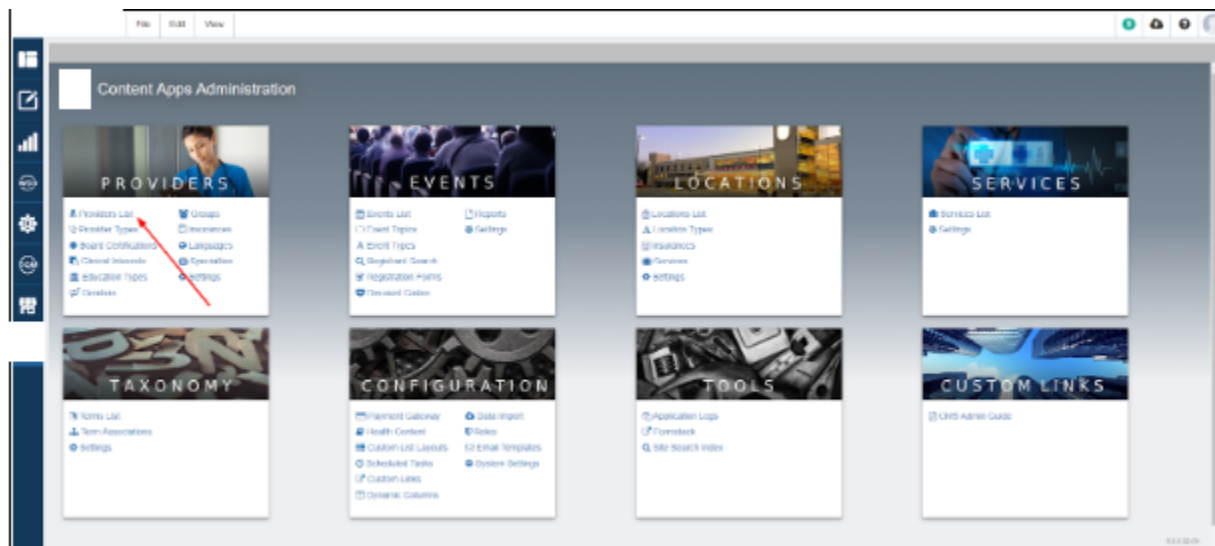 File Edit View
Content Apps Administration
PROVIDERS
Providers List
Groups
Provider Types
Insurances
Board Certifications
Languages
Clinical Interests
Specialties
Education Types
Settings
Genders
EVENTS
Events List
Reports
Event Topics
Settings
Event Types
Registrant Search
Registration Forms
Discount Codes
LOCATIONS
Locations List
Location Types
Insurances
Services
Settings
SERVICES
Services List
Settings
TAXONOMY
Terms List
Term Associations
Settings
CONFIGURATION
Payment Gateway
Data Import
Health Content
Roles
Custom List Layouts
Email Templates
Scheduled Tasks
System Settings
Custom Links
Dynamic Columns
TOOLS
Application Logs
Formstack
Site Search Index
CUSTOM LINKS
CMS Admin Guide